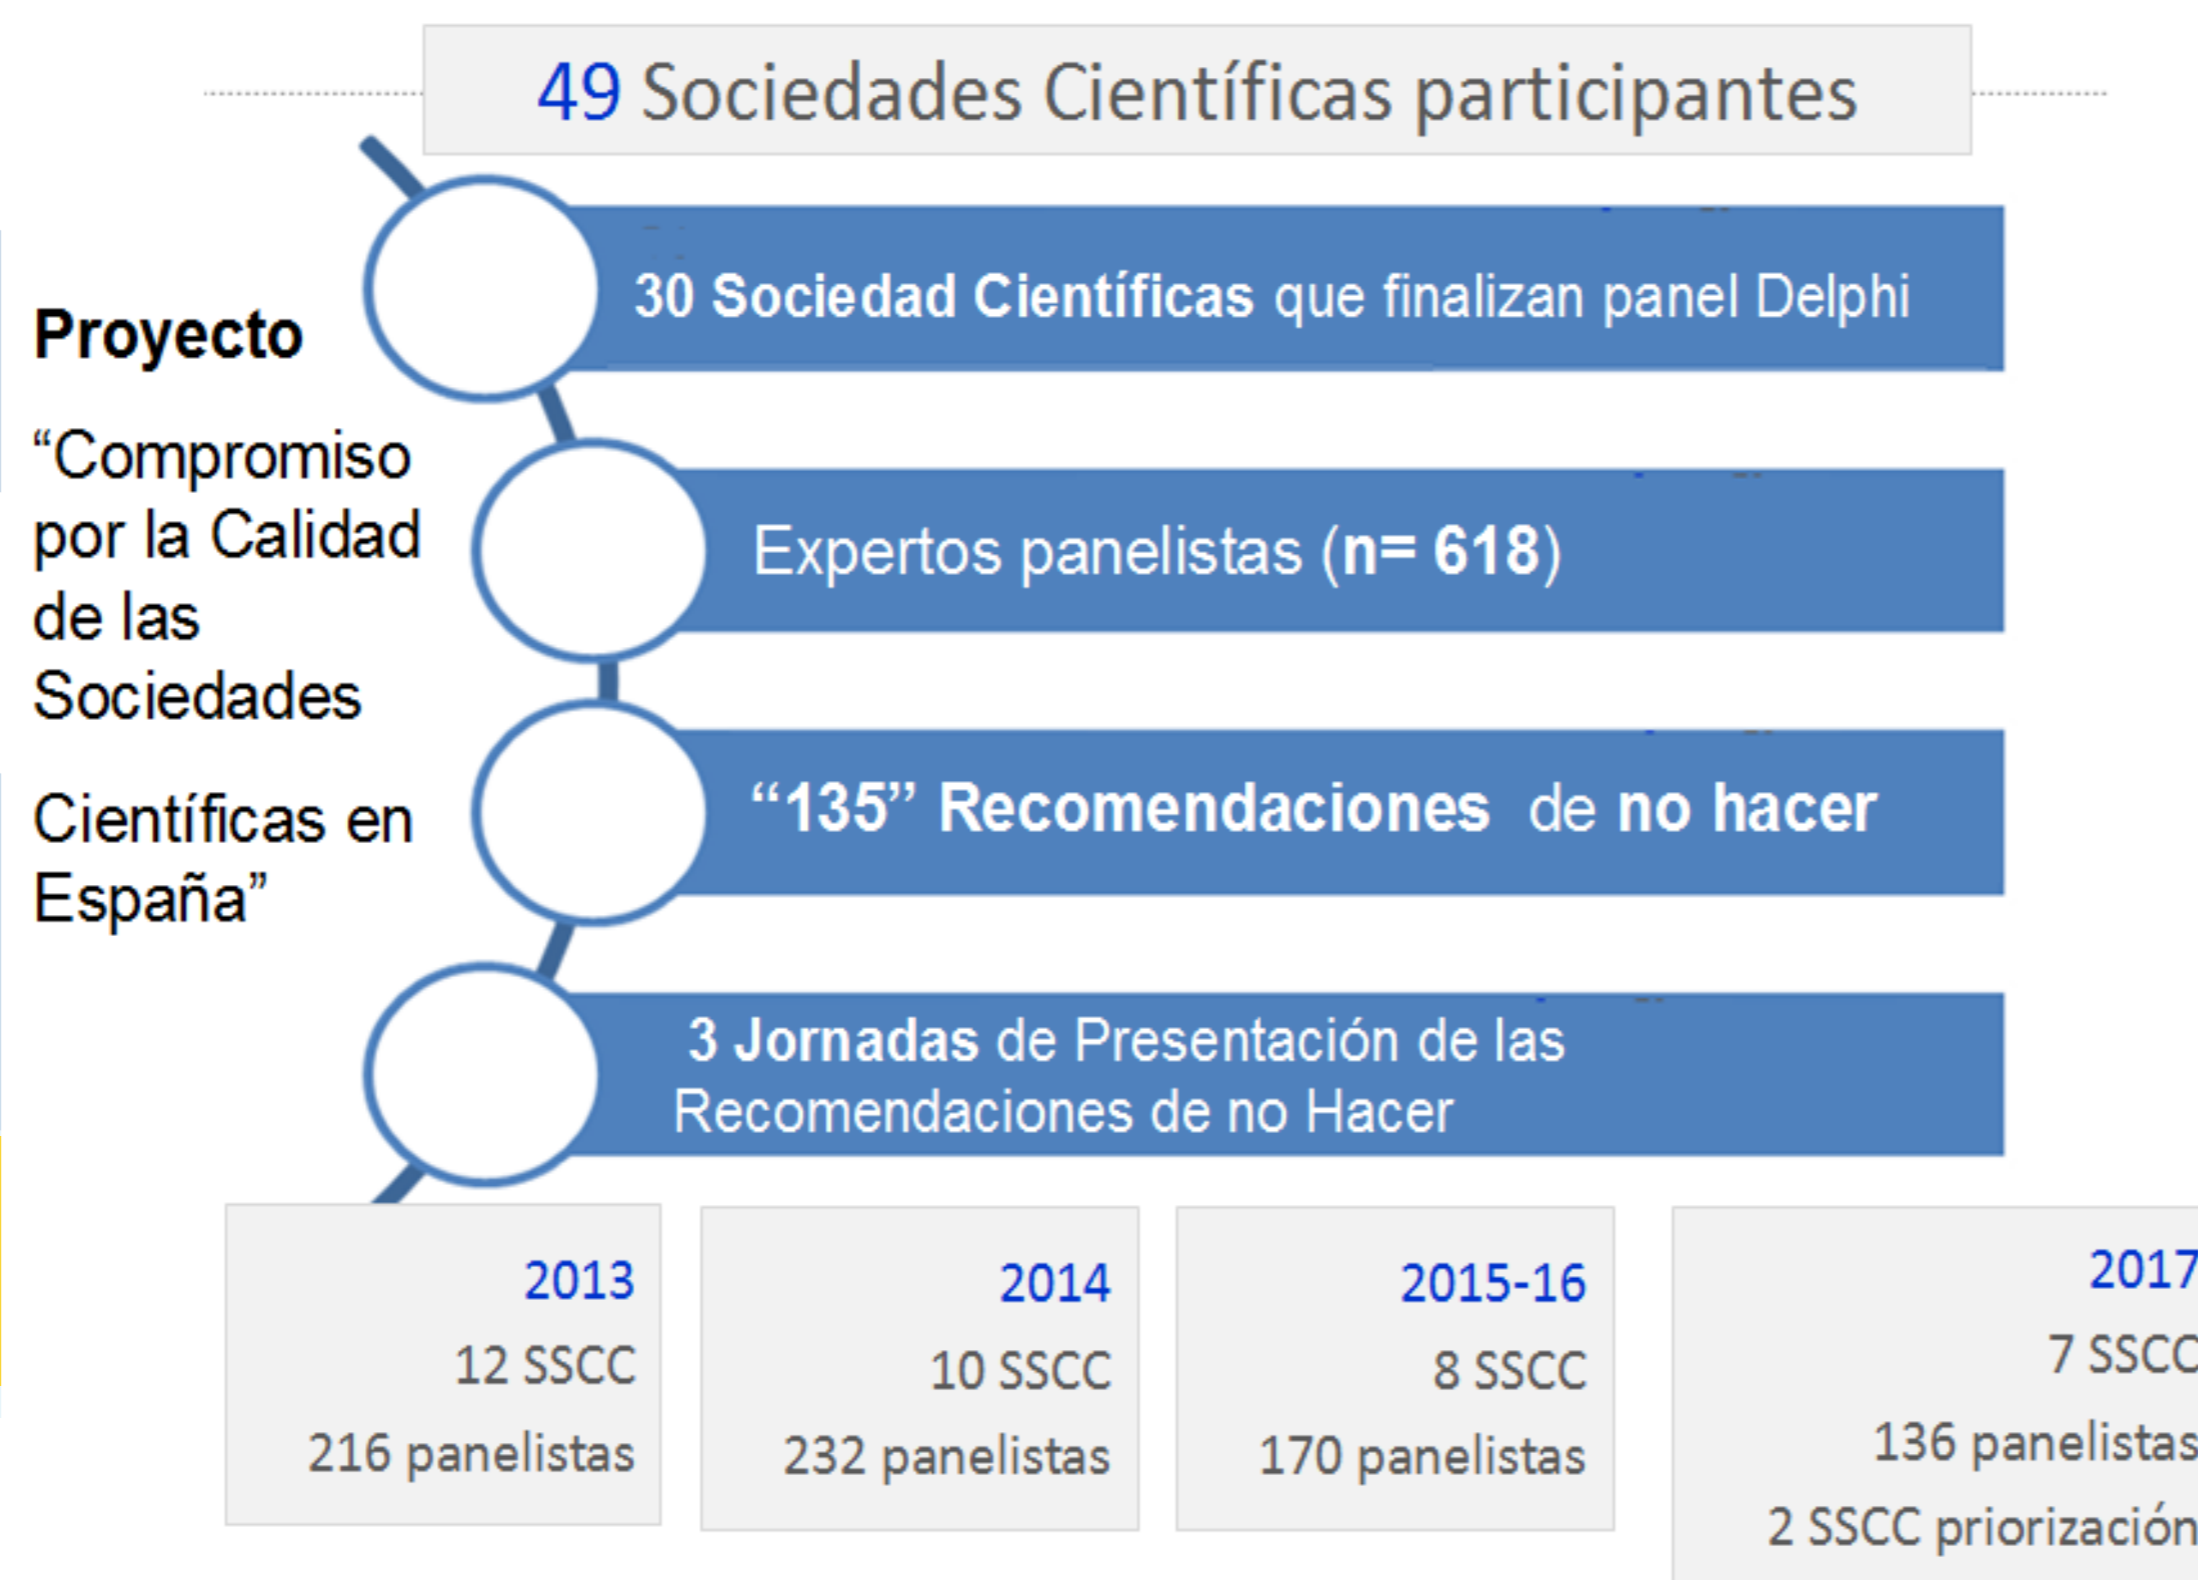 49 Sociedades Científicas participantes
Proyecto
“Compromiso
por la Calidad
de las
Sociedades
Científicas en
España”
30 Sociedad Científicas que finalizan panel Delphi
Expertos panelistas (n= 618)
“135” Recomendaciones de no hacer
3 Jornadas de Presentación de las
Recomendaciones de no Hacer
2013
12 SSCC
216 panelistas
2014
10 SSCC
232 panelistas
2015-16
8 SSCC
170 panelistas
2017
7 SSCC
136 panelistas
2 SSCC priorización